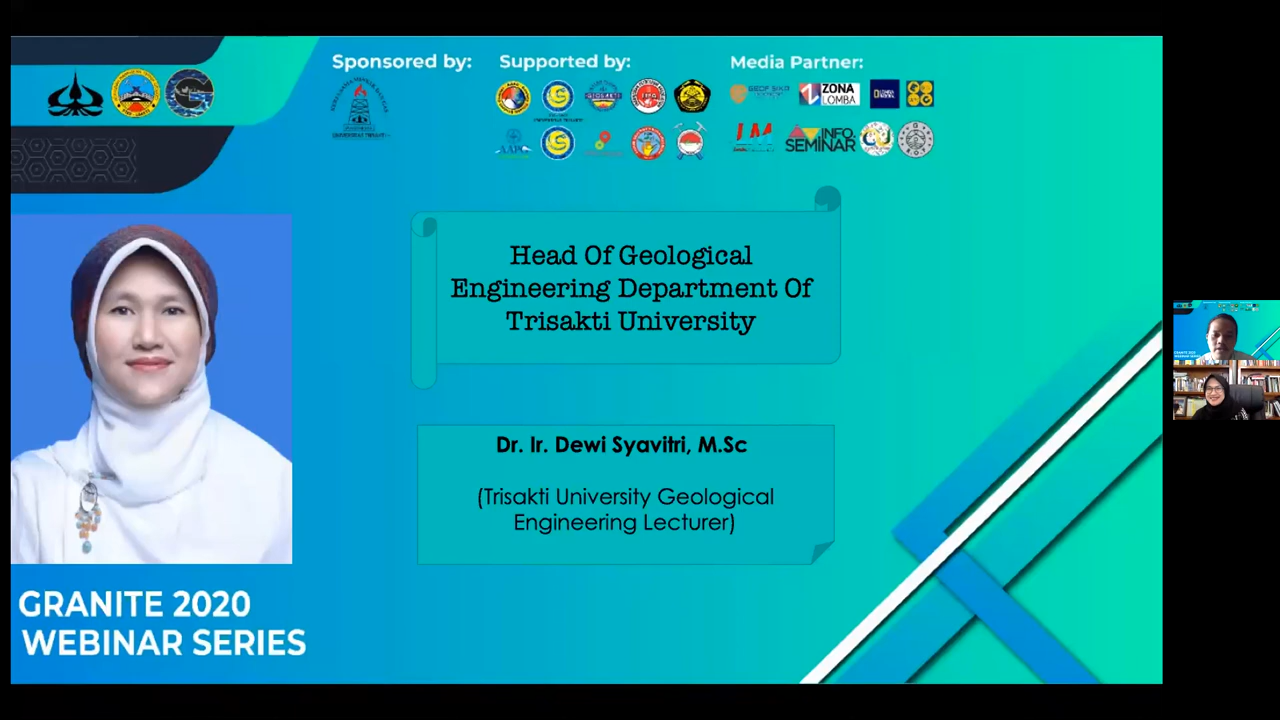 Sponsored by:
Supported by:
Media Partner:
ZONA
LOMBA
INFO
SEMINAR
Head Of Geological
Engineering Department Of
Trisakti University
Dr. Ir. Dewi Syavitri, M.Sc
(Trisakti University Geological
Engineering Lecturer)
GRANITE 2020
WEBINAR SERIES